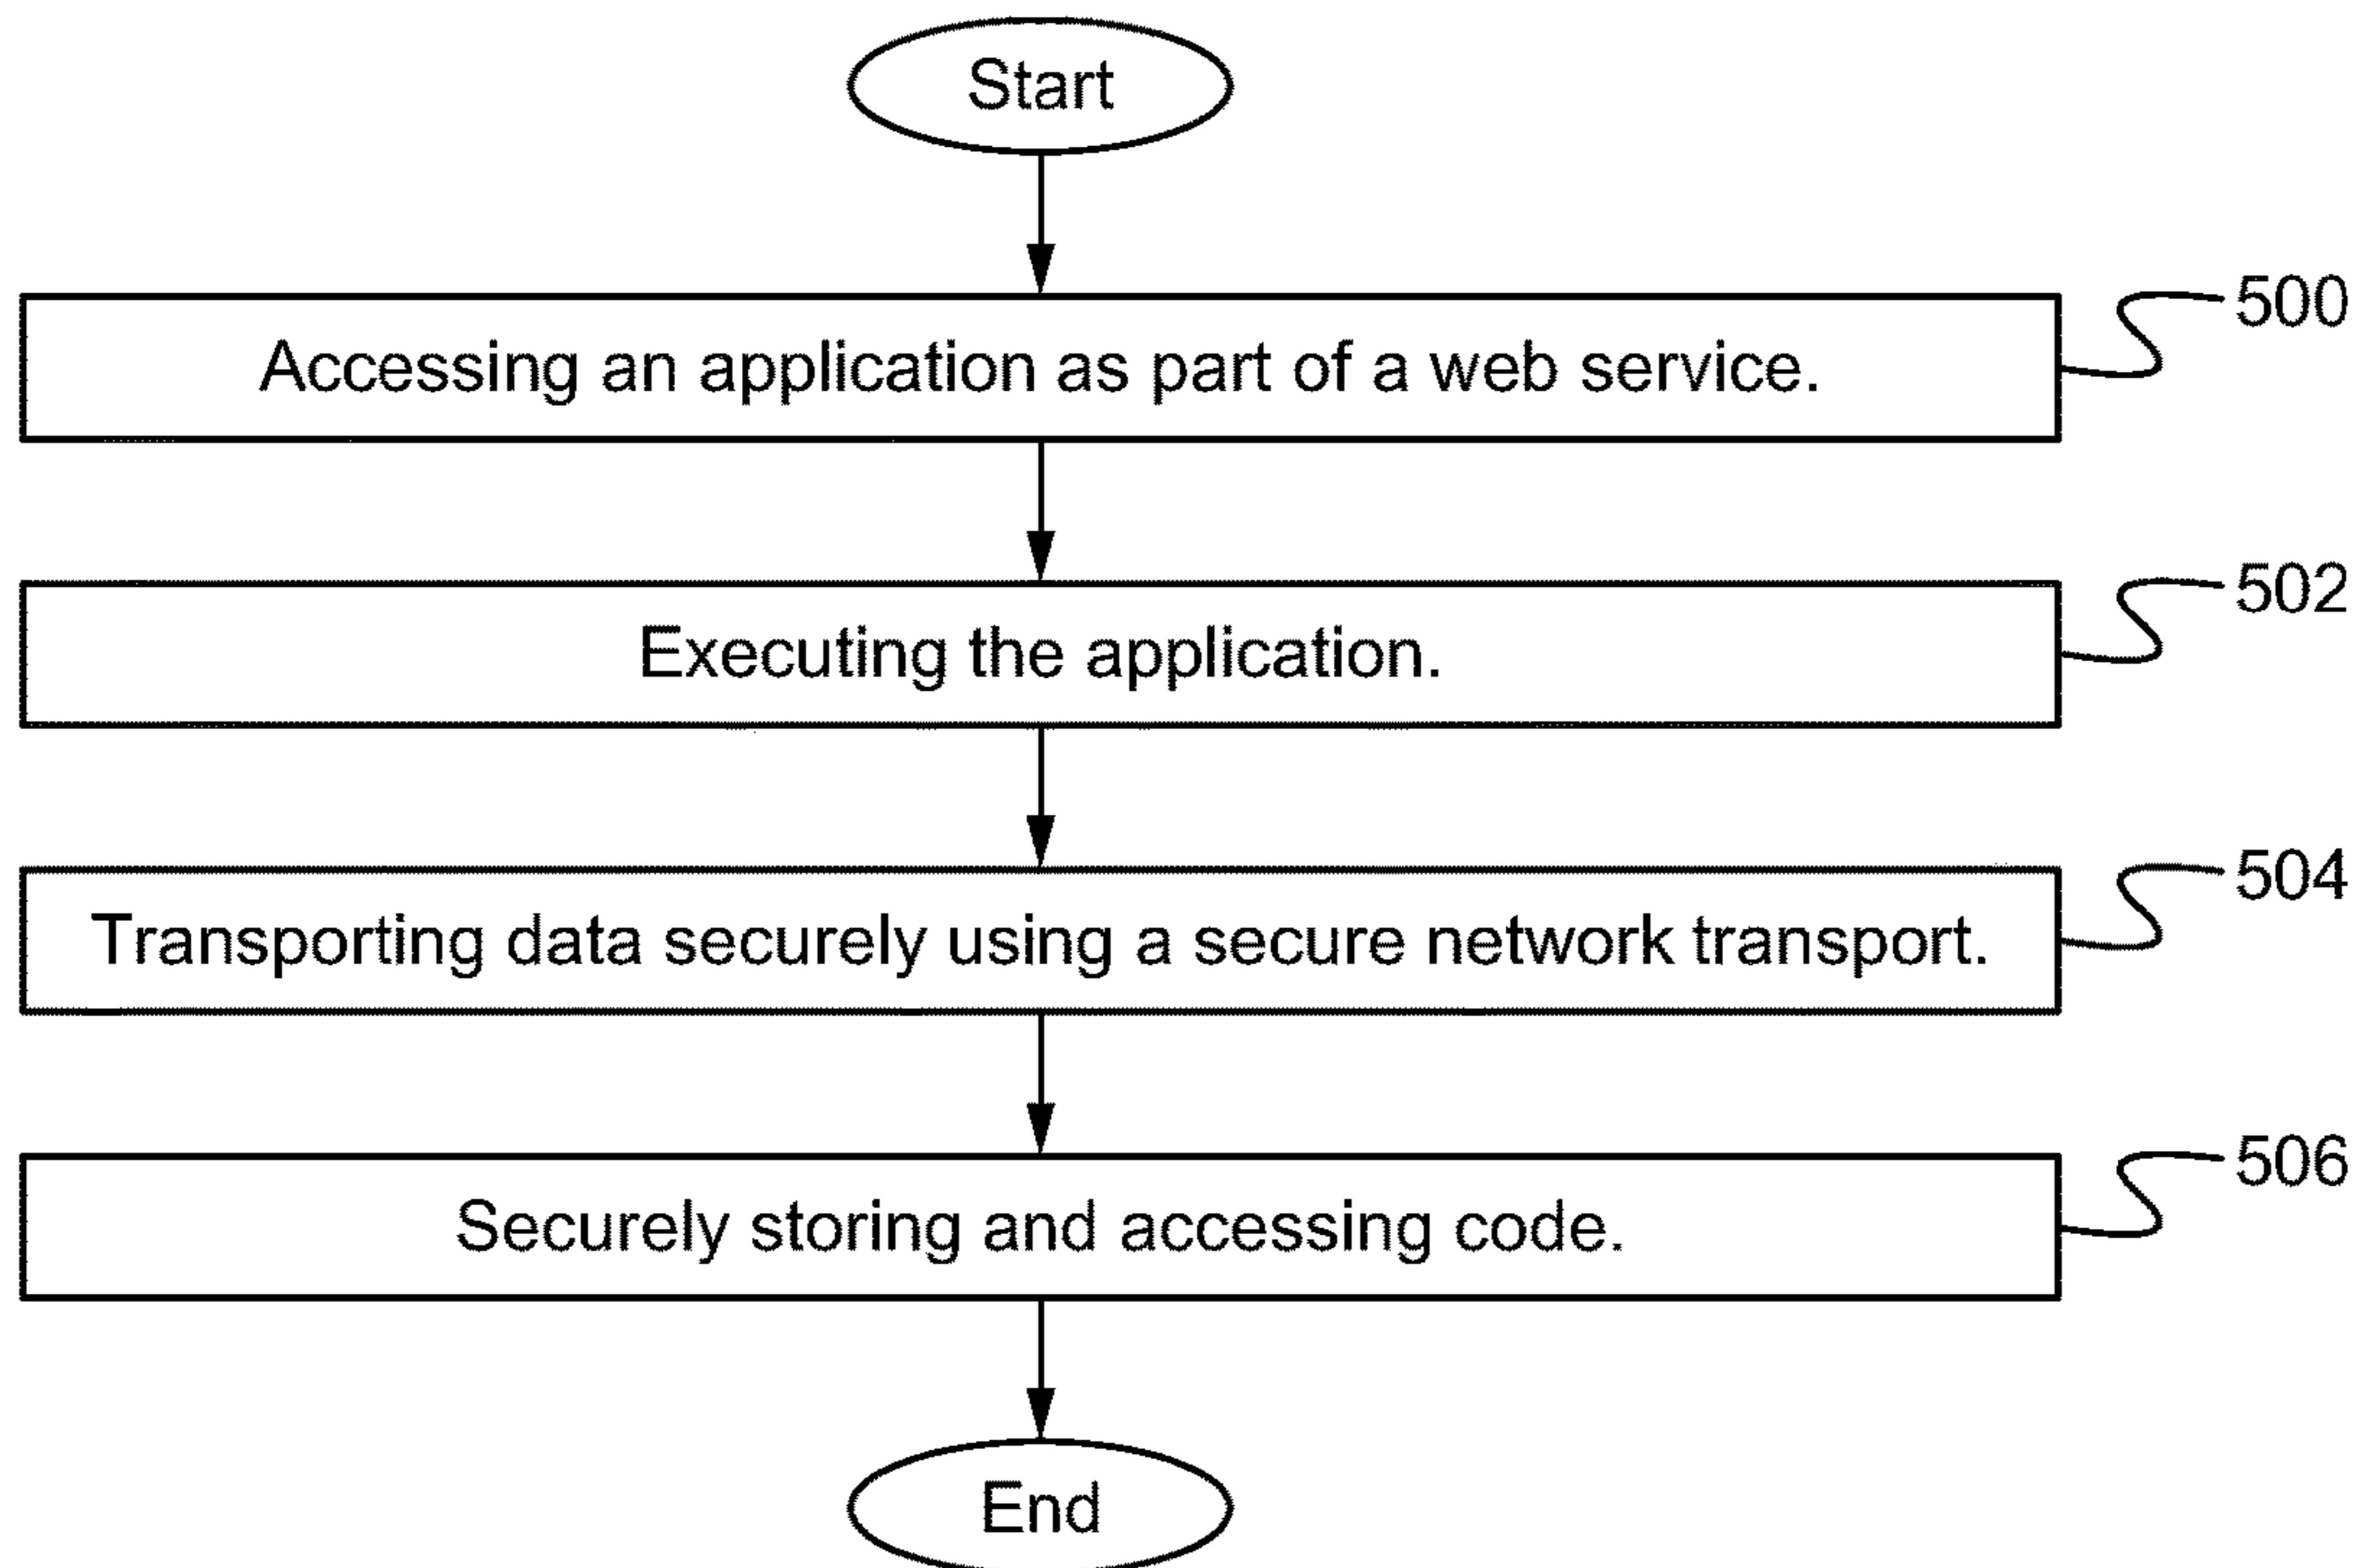 Start
500
Accessing an application as part of a web service.
502
Executing the application.
504
Transporting data securely using a secure network transport.
506
Securely storing and accessing code.
End